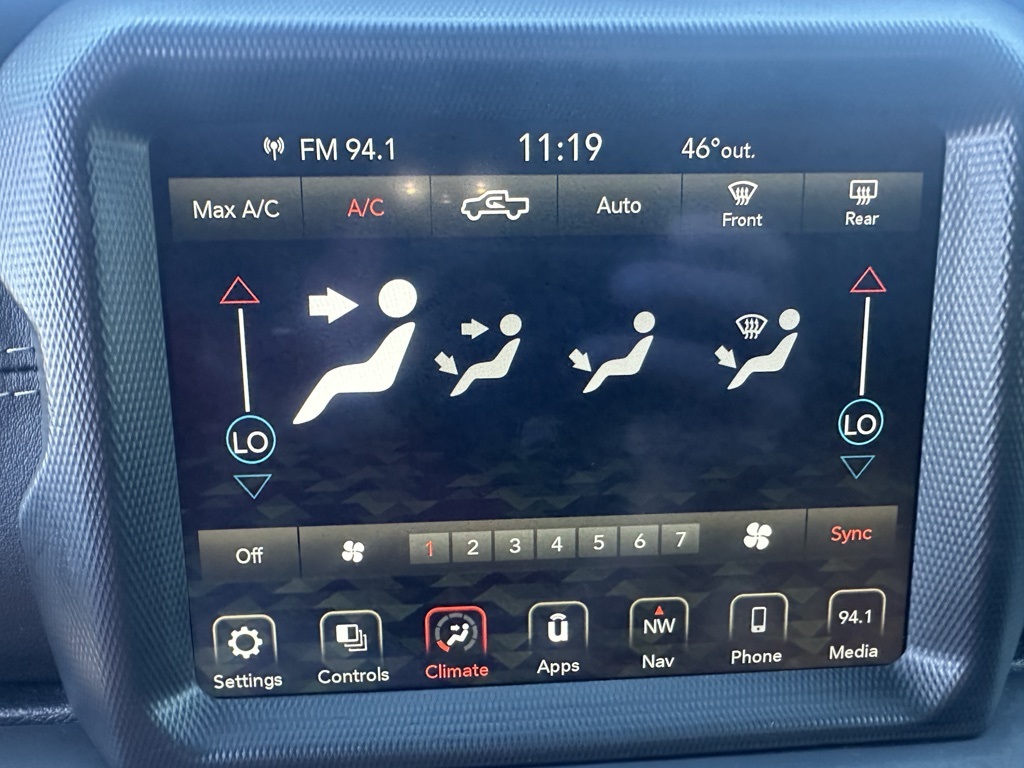 FM 94.1 11:19 46°out.
Max A/C A/C Auto Front Rear
LO LO
Off 1 2 3 4 5 6 7 Sync
NW 94.1
Settings Controls Climate Apps Nav Phone Media